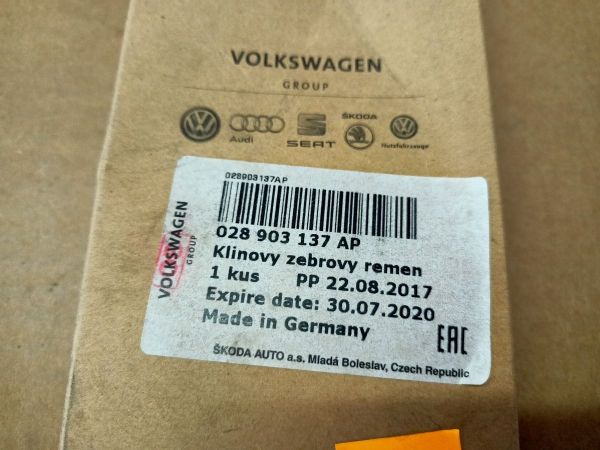 VOLKSWAGEN
GROUP
Audi
SEAT
ŠKODA
Nutzfahrzeuge
028903137AP
028 903 137 AP
Klinovy zebrovy remen
1 kus PP 22.08.2017
Expire date: 30.07.2020
Made in Germany
EAC
ŠKODA AUTO a.s. Mladá Boleslav, Czech Republic
VOLKSWAGEN
GROUP